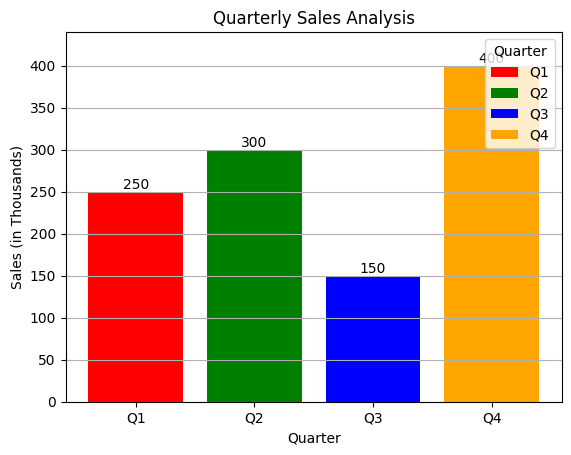 Quarterly Sales Analysis
Quarter
Q1
Q2
Q3
Q4
400
350
300
250
200
150
100
50
0
Sales (in Thousands)
250
300
150
400
Q1 Q2 Q3 Q4
Quarter